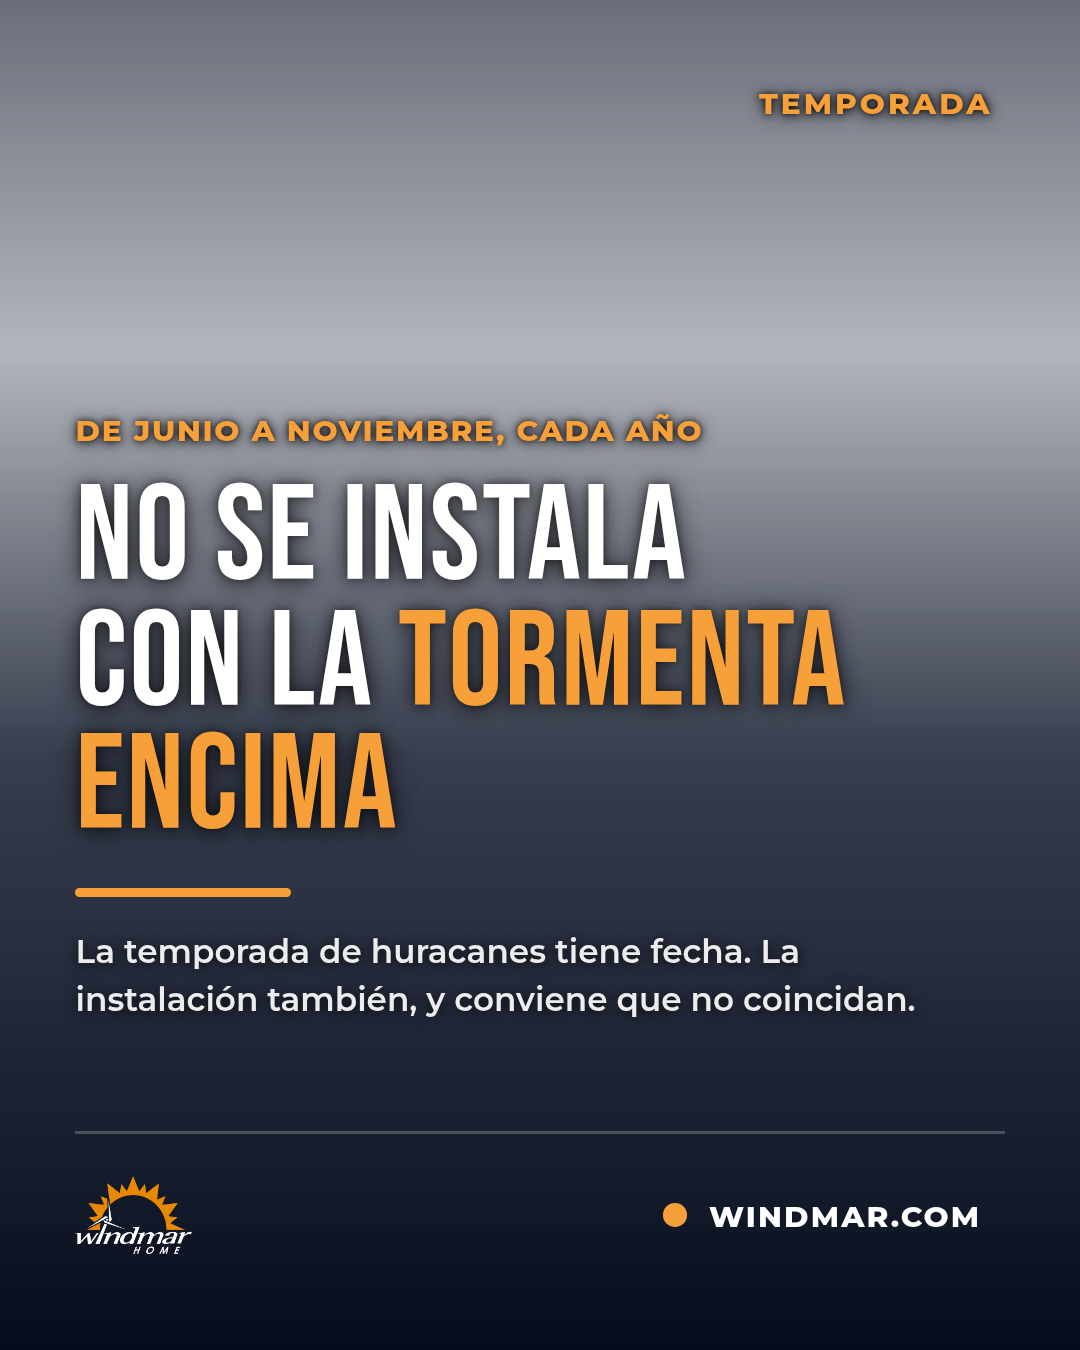 TEMPORADA
DE JUNIO A NOVIEMBRE, CADA AÑO
NO SE INSTALA
CON LA TORMENTA
ENCIMA
La temporada de huracanes tiene fecha. La
instalación también, y conviene que no coincidan.
windmar
HOME
WINDMAR.COM